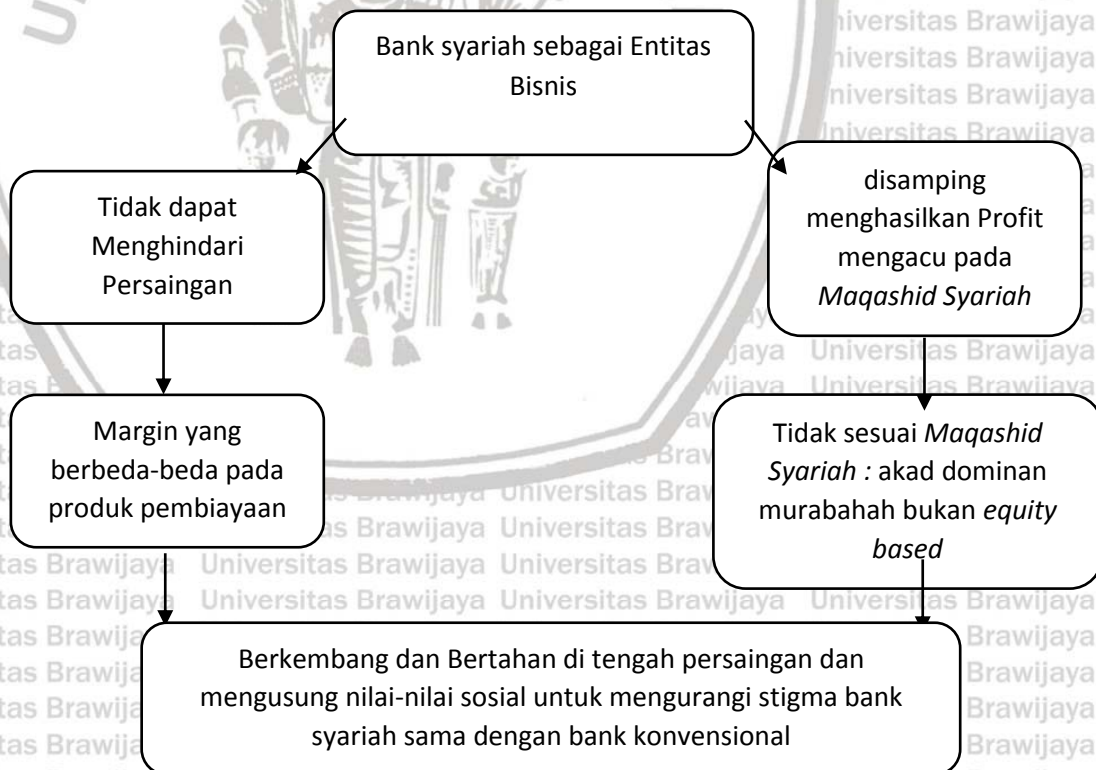 Bank syariah sebagai Entitas
Bisnis
Tidak dapat
Menghindari
Persaingan
disamping
menghasilkan Profit
mengacu pada
Maqashid Syariah
Margin yang
berbeda-beda pada
produk pembiayaan
Tidak sesuai Maqashid
Syariah : akad dominan
murabahah bukan equity
based
Berkembang dan Bertahan di tengah persaingan dan
mengusung nilai-nilai sosial untuk mengurangi stigma bank
syariah sama dengan bank konvensional